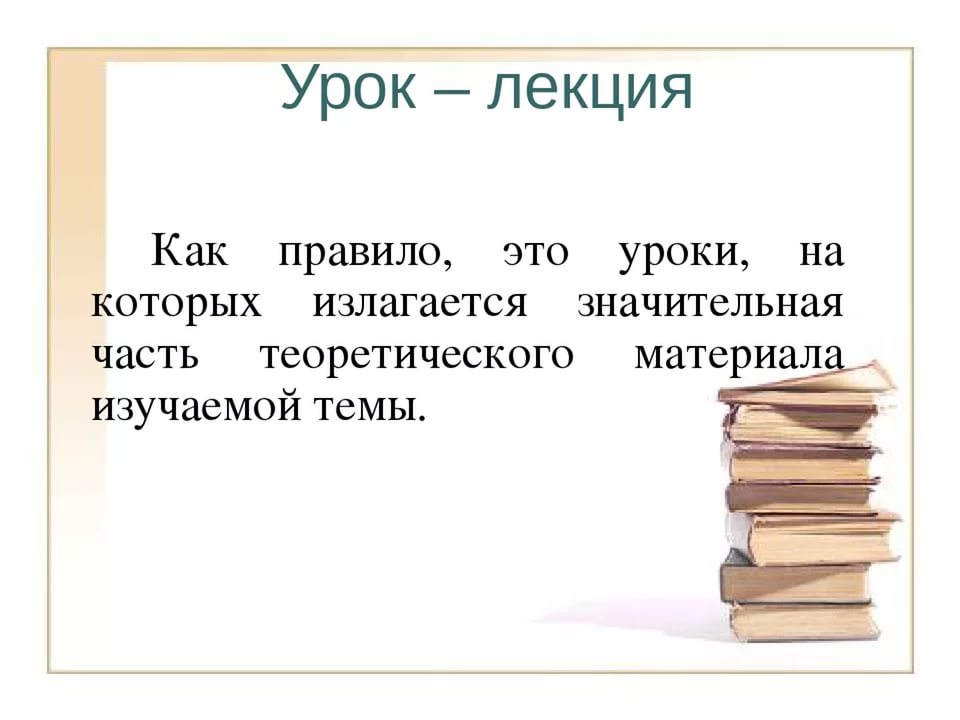 Урок – лекция
Как правило, это уроки, на
которых излагается значительная
часть теоретического материала
изучаемой темы.